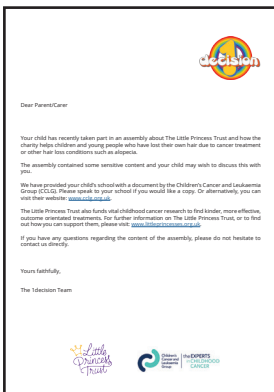 decision
Dear Parent/Carer
Your child has recently taken part in an assembly about The Little Princess Trust and how the
charity helps children and young people who have lost their own hair due to cancer treatment
or other hair loss conditions such as alopecia.
The assembly contained some sensitive content and your child may wish to discuss this with
you.
We have provided your child's school with a document by the Children's Cancer and Leukaemia
Group (CCLG). Please speak to your school if you would like a copy. Or alternatively, you can
visit their website: www.cclg.org.uk.
The Little Princess Trust also funds vital childhood cancer research to find kinder, more effective,
outcome orientated treatments. For further information on The Little Princess Trust, or to find
out how you can support them, please visit: www.littleprincesses.org.uk.
If you have any questions regarding the content of the assembly, please do not hesitate to
contact us directly.
Yours faithfully,
The 1decision Team
Little
Princess
Trust
Children's
Cancer and
Leukaemia
Group
the EXPERTS
in CHILDHOOD
CANCER